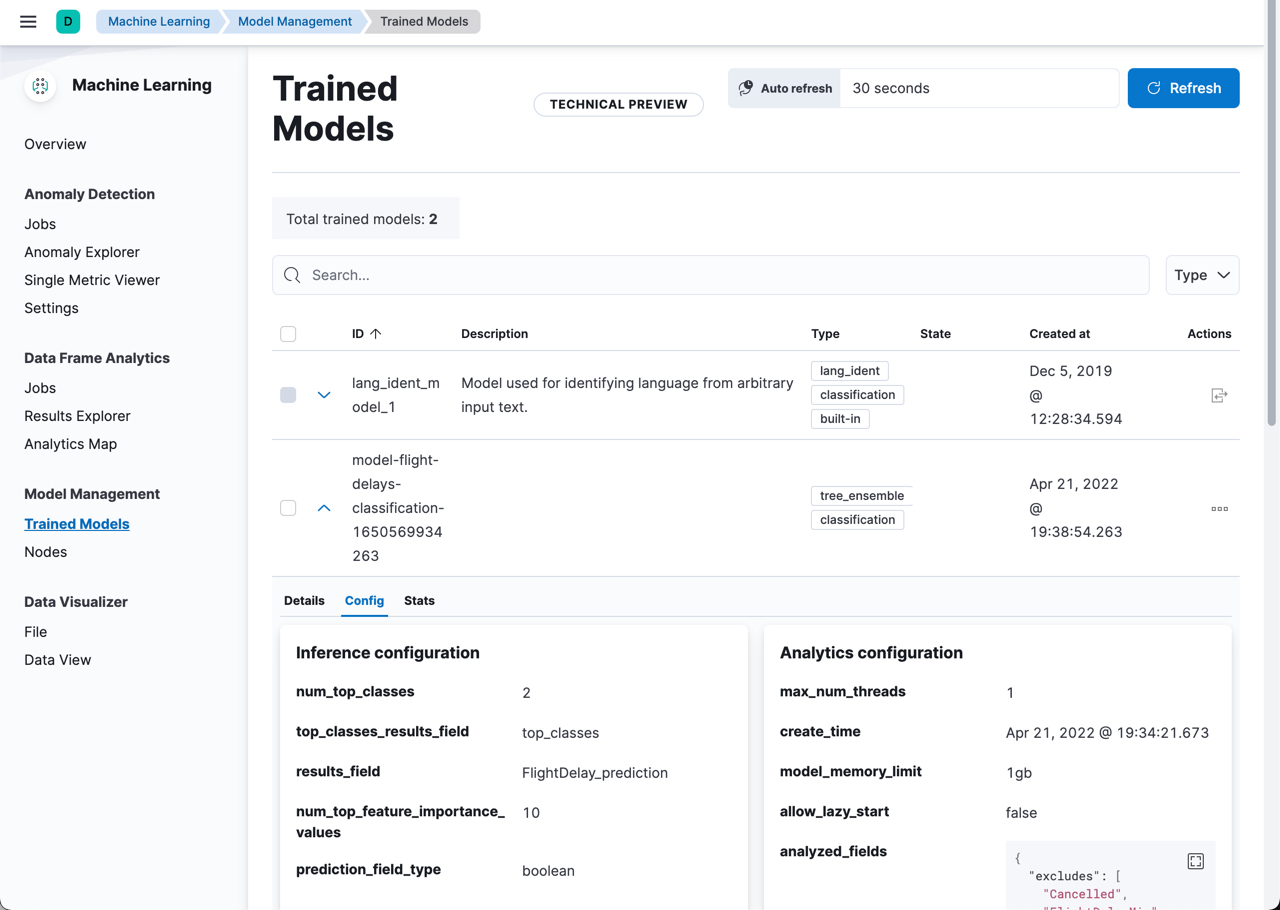 D
Machine Learning
Model Management
Trained Models
Machine Learning
Overview
Anomaly Detection
Jobs
Anomaly Explorer
Single Metric Viewer
Settings
Data Frame Analytics
Jobs
Results Explorer
Analytics Map
Model Management
Trained Models
Nodes
Data Visualizer
File
Data View
Trained
Models
TECHNICAL PREVIEW
Auto refresh
30 seconds
Refresh
Total trained models: 2
Search...
Type
ID
Description
Type
State
Created at
Actions
lang_ident_m
odel_1
Model used for identifying language from arbitrary
input text.
lang_ident
classification
built-in
Dec 5, 2019
@
12:28:34.594
model-flight-
delays-
classification-
1650569934
263
tree_ensemble
classification
Apr 21, 2022
@
19:38:54.263
Details
Config
Stats
Inference configuration
num_top_classes
2
top_classes_results_field
top_classes
results_field
FlightDelay_prediction
num_top_feature_importance_
values
10
prediction_field_type
boolean
Analytics configuration
max_num_threads
1
create_time
Apr 21, 2022 @ 19:34:21.673
model_memory_limit
1gb
allow_lazy_start
false
analyzed_fields
{
"excludes": [
"Cancelled",